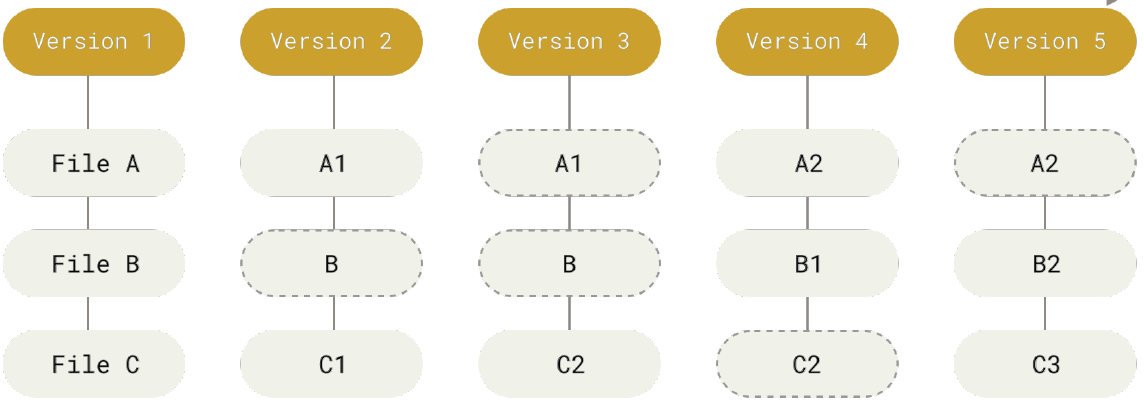 Version 1 Version 2 Version 3 Version 4 Version 5
File A A1 A1 A2 A2
File B B B B1 B2
File C C1 C2 C2 C3